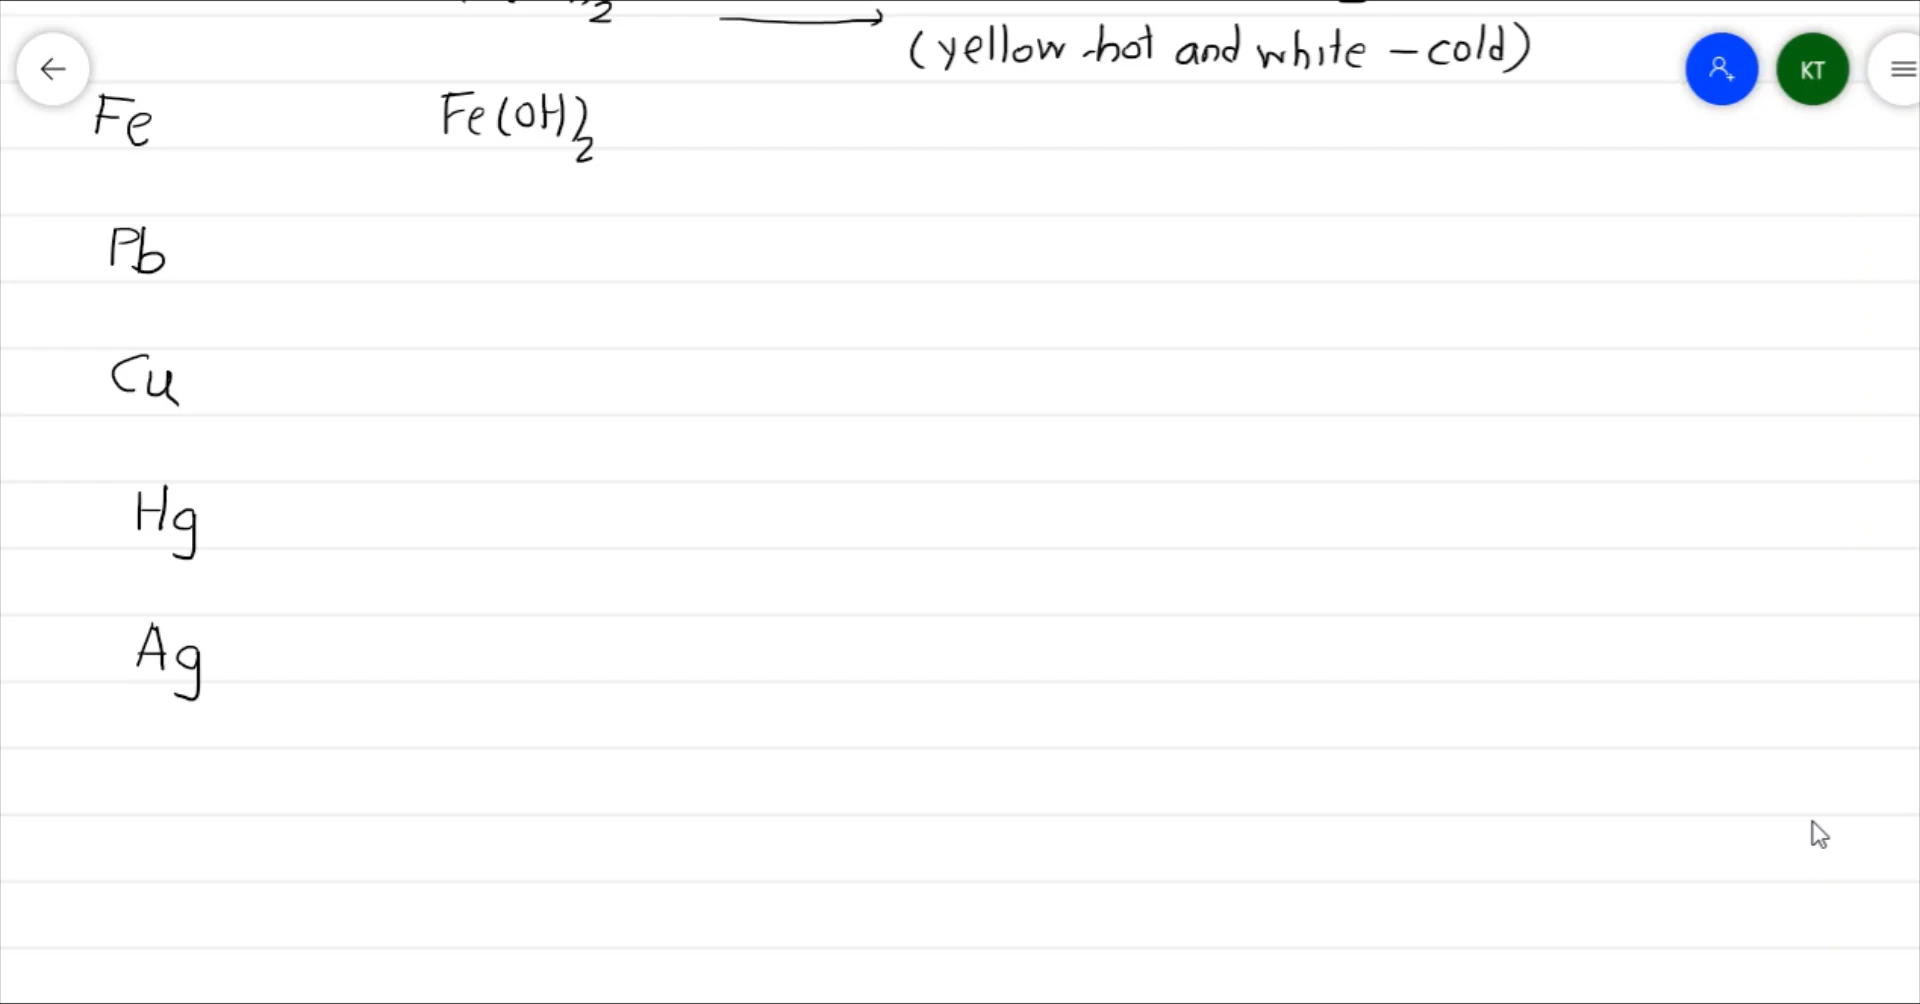 (yellow-hot and white-cold)
KT
Fe Fe(OH)₂
Pb
Cu
Hg
Ag